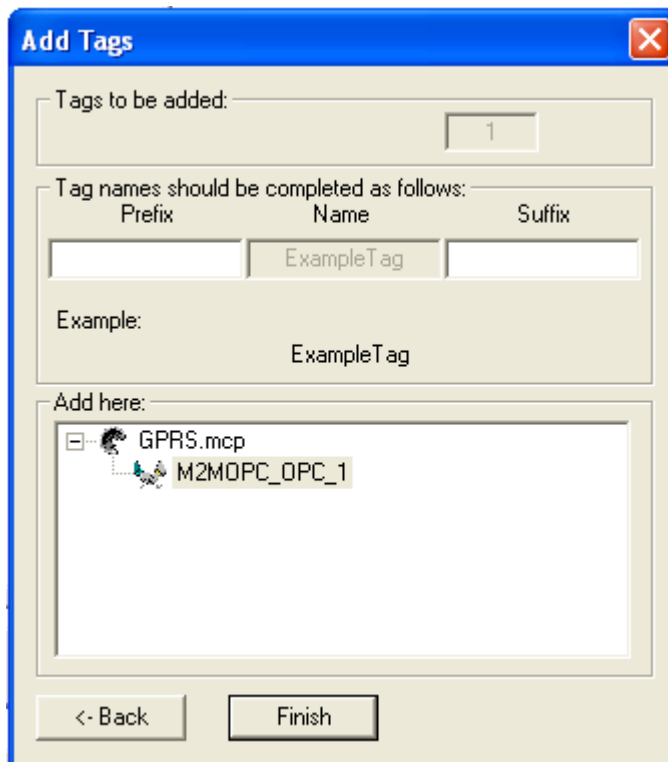 Add Tags
Tags to be added:
1
Tag names should be completed as follows:
Prefix Name Suffix
ExampleTag
Example:
ExampleTag
Add here:
GPRS.mcp
M2MOPC_OPC_1
<- Back Finish